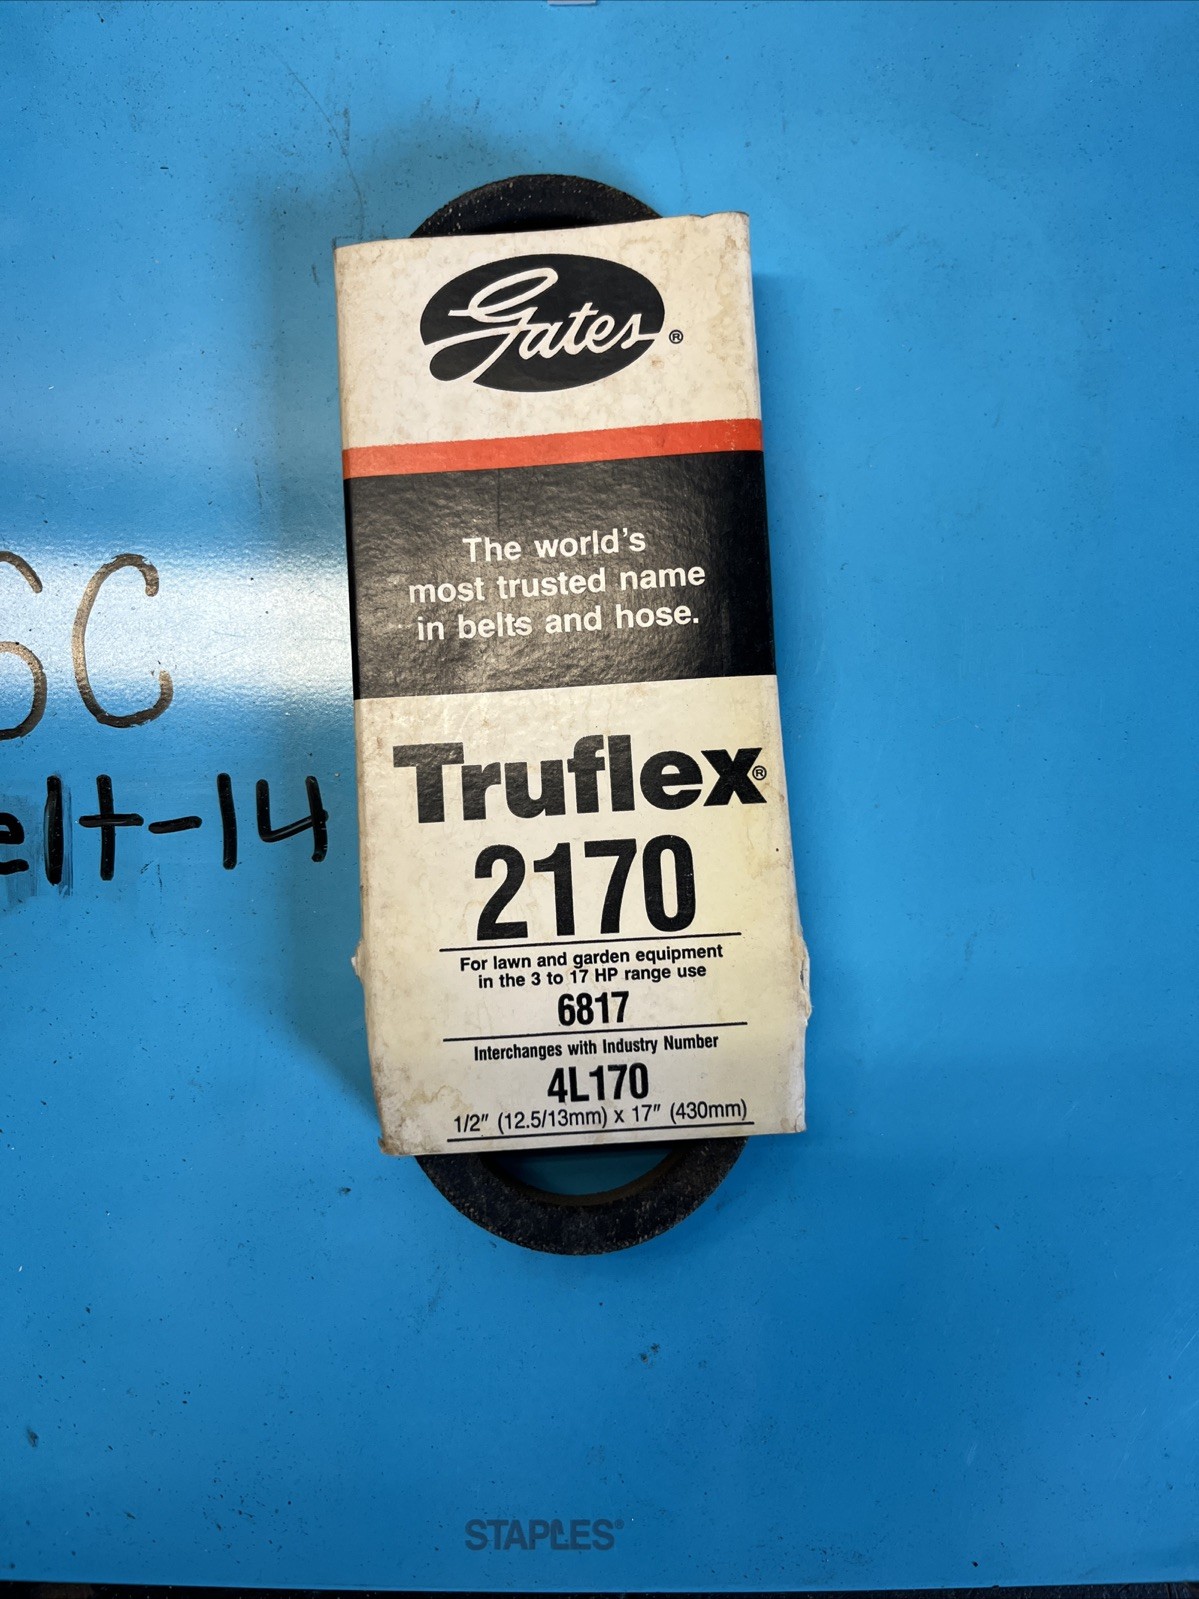 Gates®
The world's
most trusted name
in belts and hose.
SC
elt-14
Truflex®
2170
For lawn and garden equipment
in the 3 to 17 HP range use
6817
Interchanges with Industry Number
4L170
1/2" (12.5/13mm) x 17" (430mm)
STAPLES®